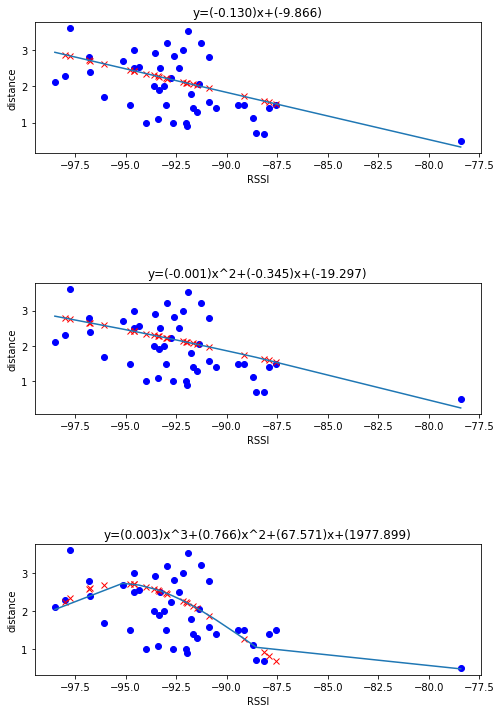 y=(-0.130)x+(-9.866)
3
2
1
distance
−97.5 −95.0 −92.5 −90.0 −87.5 −85.0 −82.5 −80.0 −77.5
RSSI
y=(-0.001)x^2+(-0.345)x+(-19.297)
3
2
1
distance
−97.5 −95.0 −92.5 −90.0 −87.5 −85.0 −82.5 −80.0 −77.5
RSSI
y=(0.003)x^3+(0.766)x^2+(67.571)x+(1977.899)
3
2
1
distance
−97.5 −95.0 −92.5 −90.0 −87.5 −85.0 −82.5 −80.0 −77.5
RSSI